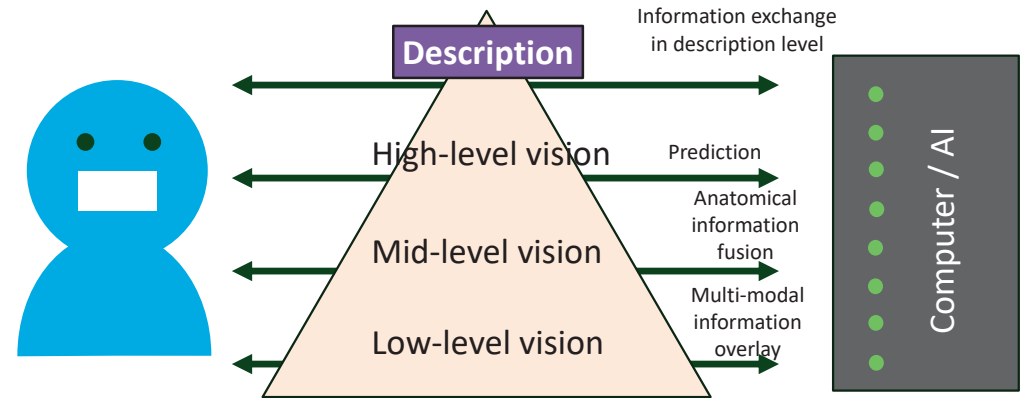 Information exchange
in description level
Description
High-level vision
Prediction
Mid-level vision
Anatomical
information
fusion
Low-level vision
Multi-modal
information
overlay
Computer / AI